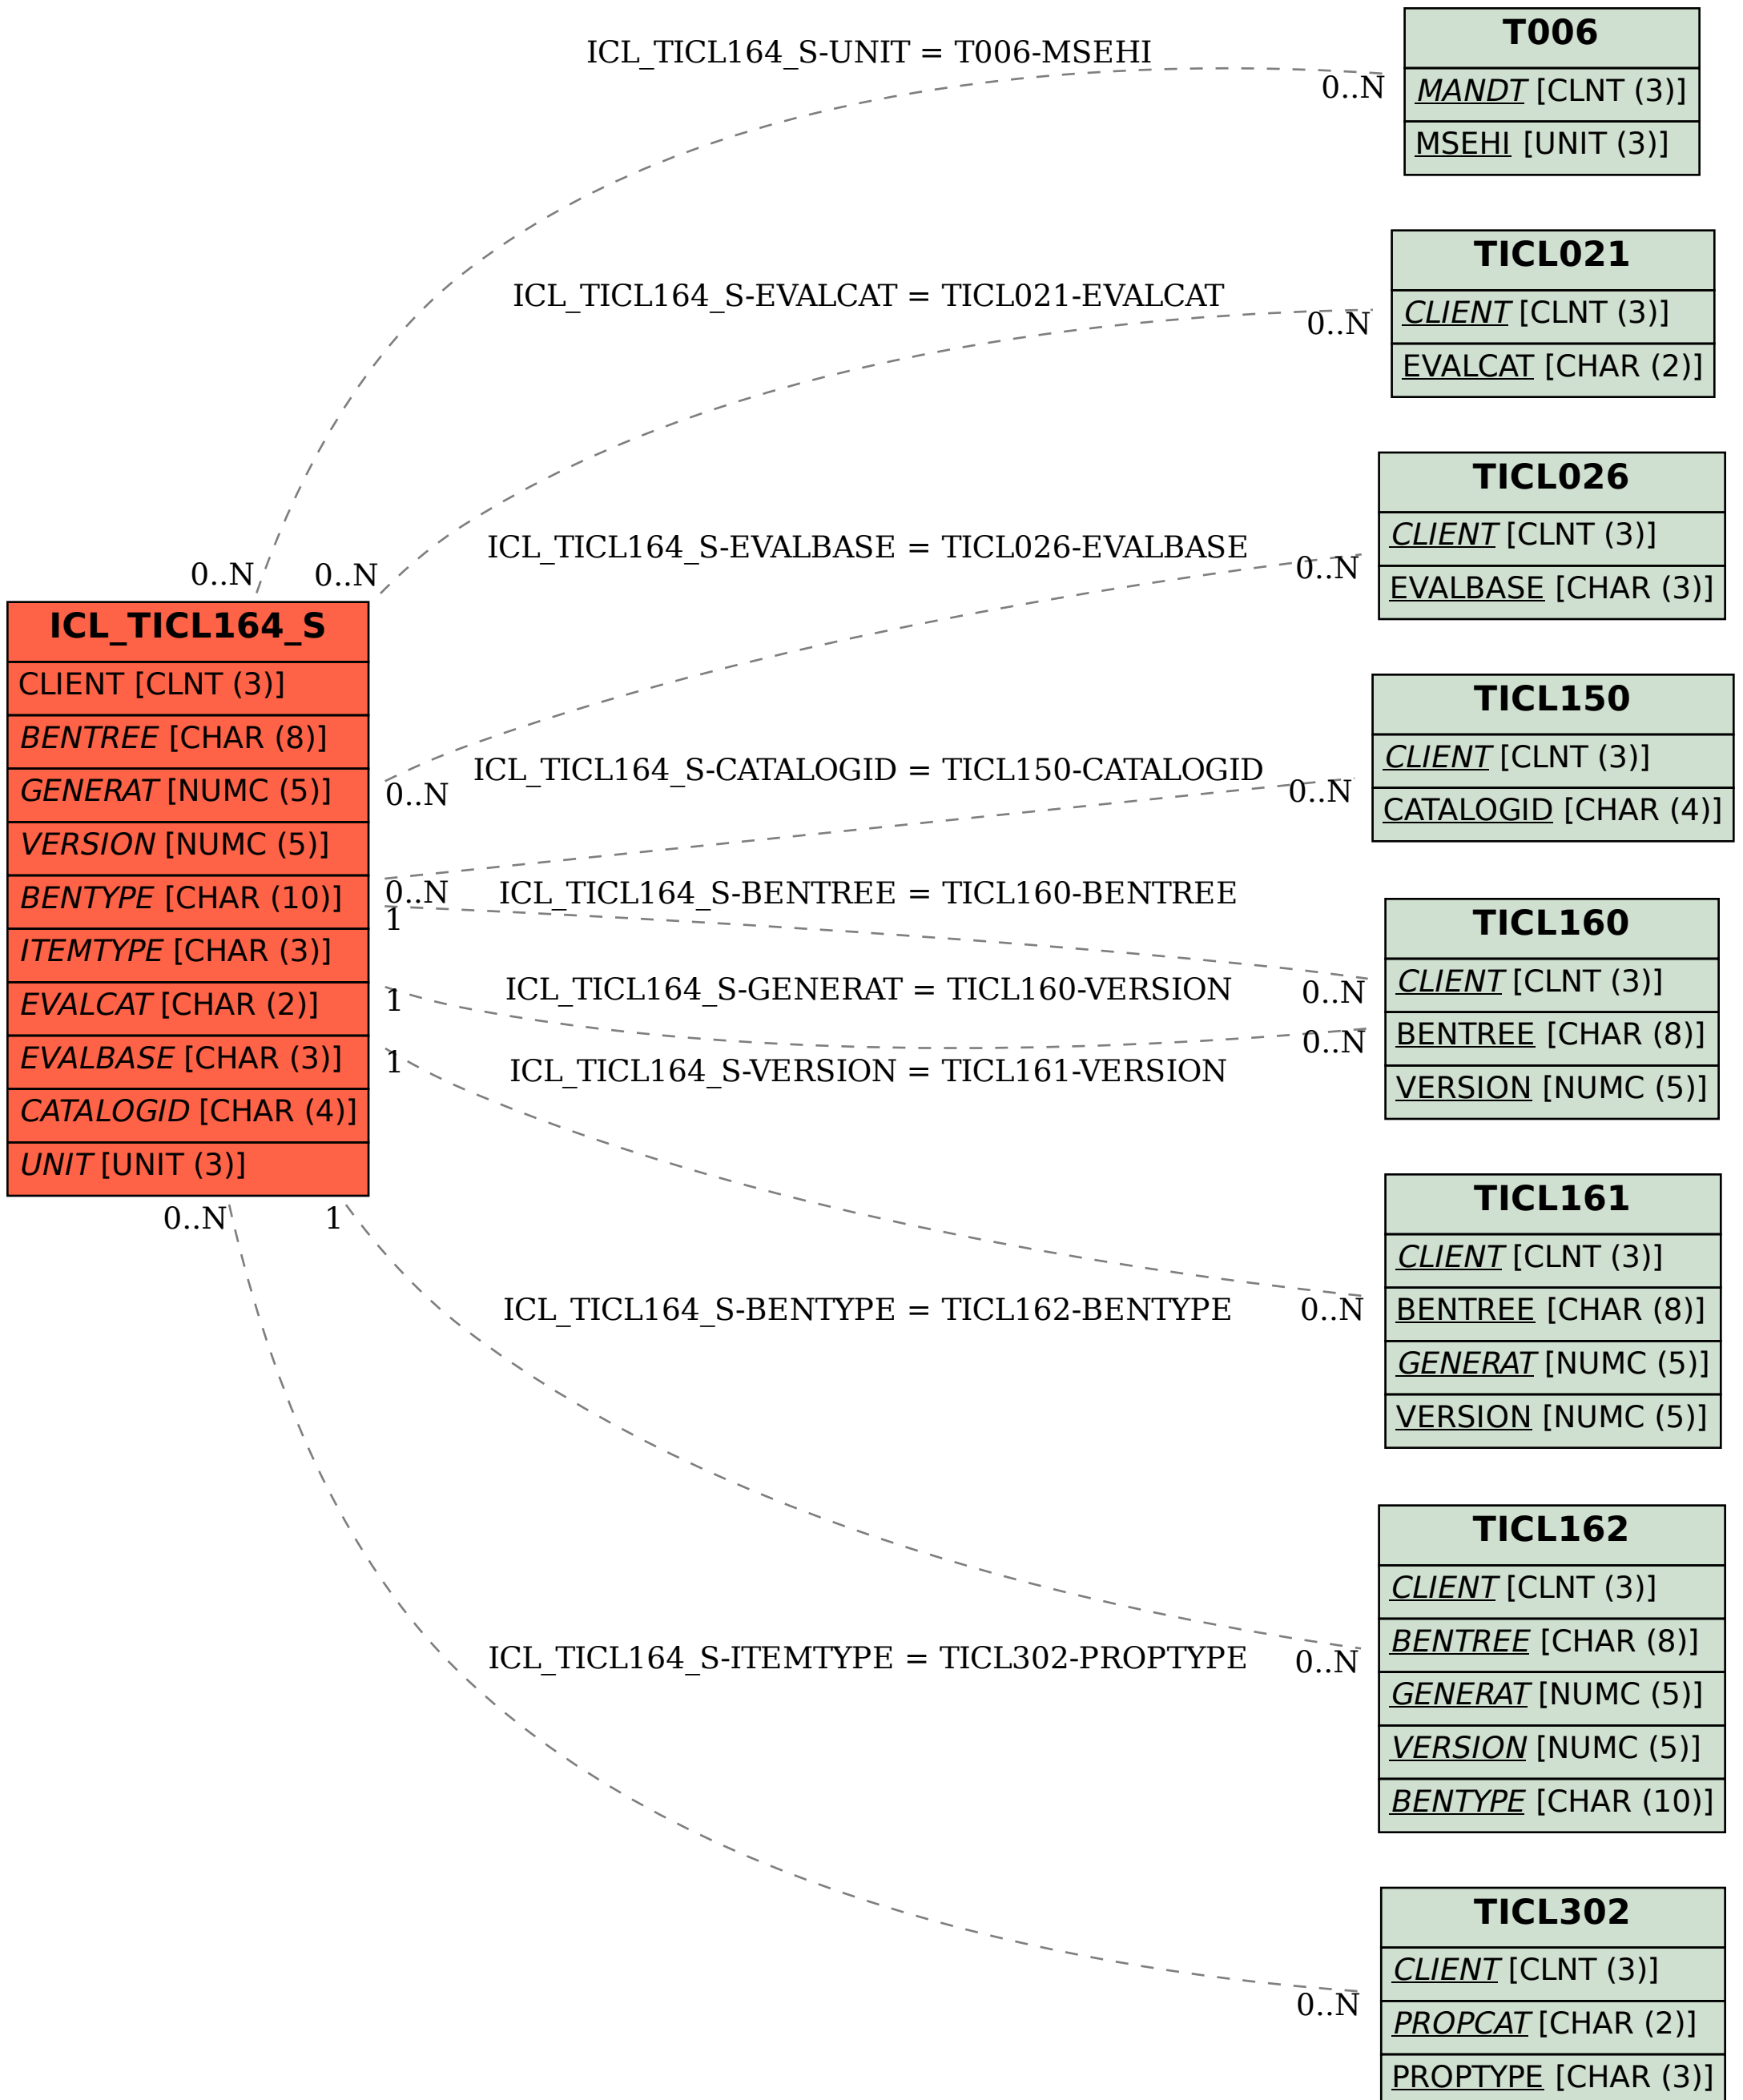 ICL_TICL164_S-UNIT = T006-MSEHI
0..N
0..N
T006
MANDT [CLNT (3)]
MSEHI [UNIT (3)]
ICL_TICL164_S-EVALCAT = TICL021-EVALCAT
0..N
0..N
TICL021
CLIENT [CLNT (3)]
EVALCAT [CHAR (2)]
ICL_TICL164_S-EVALBASE = TICL026-EVALBASE
0..N
0..N
TICL026
CLIENT [CLNT (3)]
EVALBASE [CHAR (3)]
ICL_TICL164_S
CLIENT [CLNT (3)]
BENTREE [CHAR (8)]
GENERAT [NUMC (5)]
VERSION [NUMC (5)]
BENTYPE [CHAR (10)]
ITEMTYPE [CHAR (3)]
EVALCAT [CHAR (2)]
EVALBASE [CHAR (3)]
CATALOGID [CHAR (4)]
UNIT [UNIT (3)]
ICL_TICL164_S-CATALOGID = TICL150-CATALOGID
0..N
0..N
TICL150
CLIENT [CLNT (3)]
CATALOGID [CHAR (4)]
ICL_TICL164_S-BENTREE = TICL160-BENTREE
1
0..N
ICL_TICL164_S-GENERAT = TICL160-VERSION
1
0..N
TICL160
CLIENT [CLNT (3)]
BENTREE [CHAR (8)]
VERSION [NUMC (5)]
ICL_TICL164_S-VERSION = TICL161-VERSION
1
0..N
TICL161
CLIENT [CLNT (3)]
BENTREE [CHAR (8)]
GENERAT [NUMC (5)]
VERSION [NUMC (5)]
ICL_TICL164_S-BENTYPE = TICL162-BENTYPE
1
0..N
TICL162
CLIENT [CLNT (3)]
BENTREE [CHAR (8)]
GENERAT [NUMC (5)]
VERSION [NUMC (5)]
BENTYPE [CHAR (10)]
ICL_TICL164_S-ITEMTYPE = TICL302-PROPTYPE
0..N
0..N
TICL302
CLIENT [CLNT (3)]
PROPCAT [CHAR (2)]
PROPTYPE [CHAR (3)]